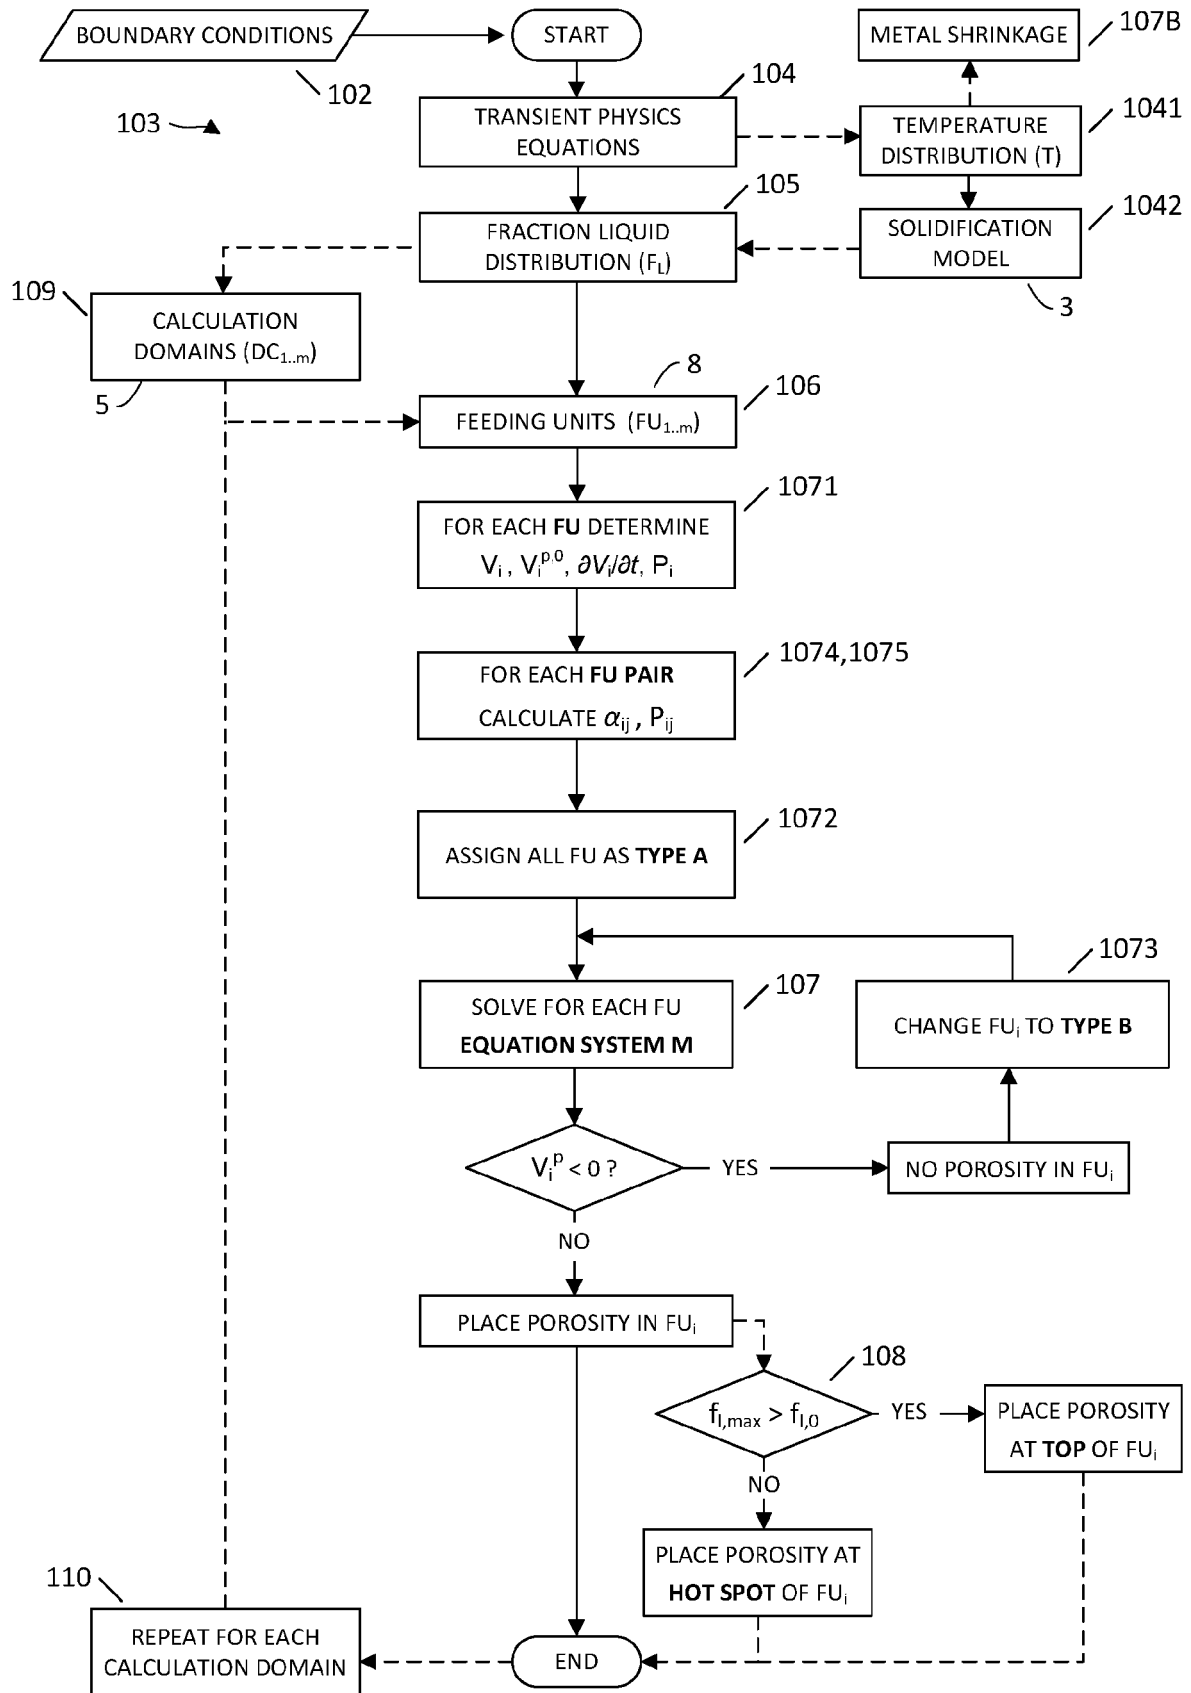 BOUNDARY CONDITIONS
START
METAL SHRINKAGE
107B
102
103
104
TRANSIENT PHYSICS
EQUATIONS
TEMPERATURE
DISTRIBUTION (T)
1041
105
FRACTION LIQUID
DISTRIBUTION (FL)
SOLIDIFICATION
MODEL
1042
3
109
CALCULATION
DOMAINS (DC1..m)
5
8
106
FEEDING UNITS (FU1..m)
1071
FOR EACH FU DETERMINE
Vi , Vi^p,0, ∂Vi/∂t, Pi
1074,1075
FOR EACH FU PAIR
CALCULATE αij , Pij
1072
ASSIGN ALL FU AS TYPE A
1073
107
SOLVE FOR EACH FU
EQUATION SYSTEM M
CHANGE FUi TO TYPE B
Vi^p < 0 ?
YES
NO POROSITY IN FUi
NO
PLACE POROSITY IN FUi
108
fl,max > fl,0
YES
PLACE POROSITY
AT TOP OF FUi
NO
PLACE POROSITY AT
HOT SPOT OF FUi
110
REPEAT FOR EACH
CALCULATION DOMAIN
END